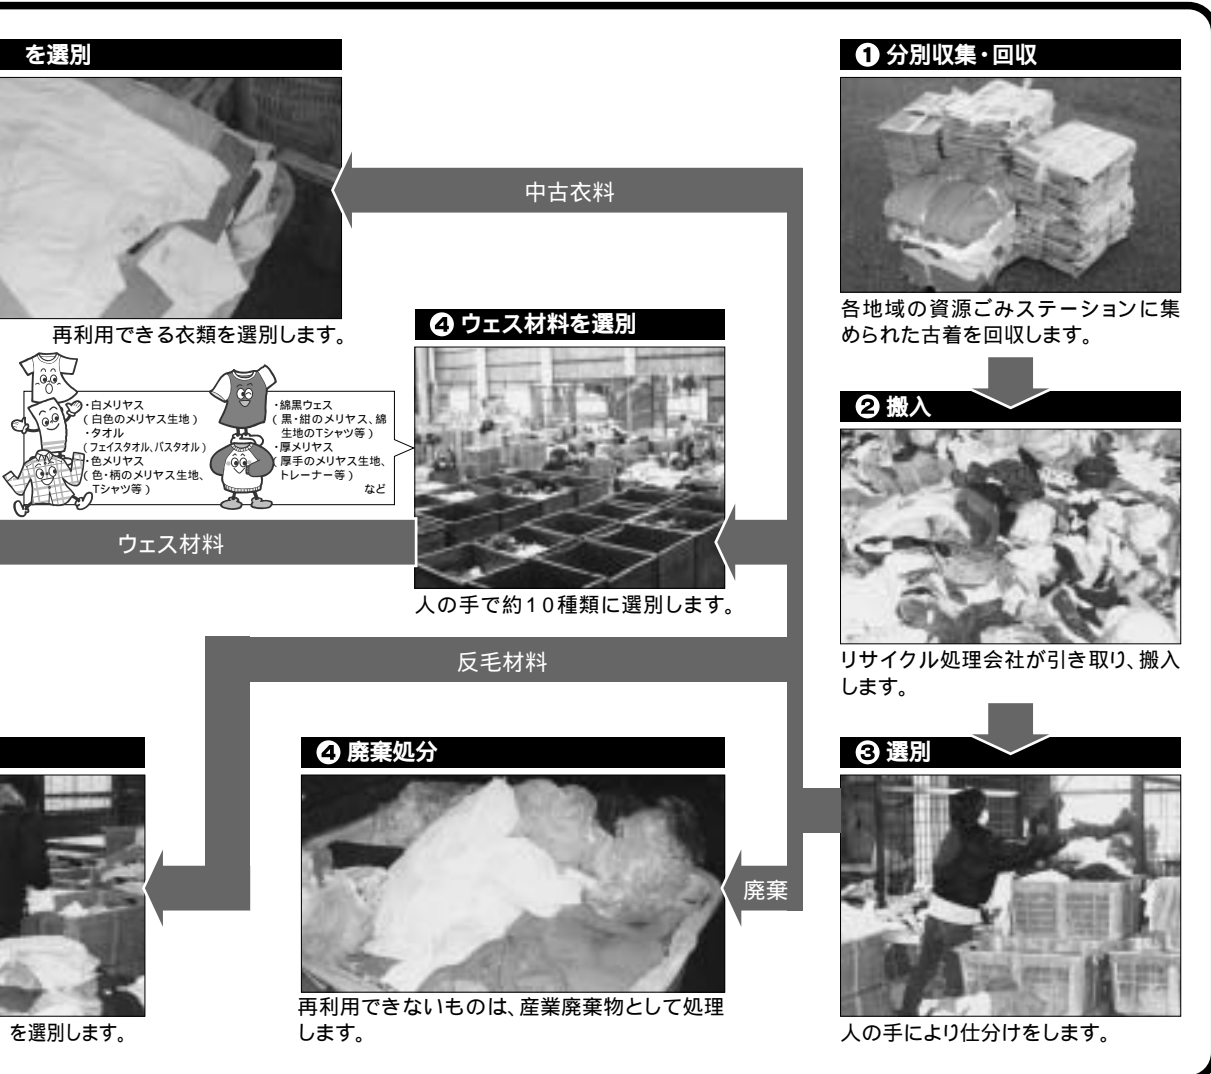 を選別
❶ 分別収集・回収
中古衣料
各地域の資源ごみステーションに集
められた古着を回収します。
再利用できる衣類を選別します。
❹ ウェス材料を選別
❷ 搬入
・白メリヤス
(白色のメリヤス生地)
・タオル
(フェイスタオル、バスタオル)
・色メリヤス
(色・柄のメリヤス生地、
Tシャツ等)
・綿黒ウェス
(黒・紺のメリヤス、綿
生地のTシャツ等)
・厚メリヤス
(厚手のメリヤス生地、
トレーナー等)
など
ウェス材料
人の手で約10種類に選別します。
反毛材料
リサイクル処理会社が引き取り、搬入
します。
❹ 廃棄処分
❸ 選別
廃棄
を選別します。
再利用できないものは、産業廃棄物として処理
します。
人の手により仕分けをします。